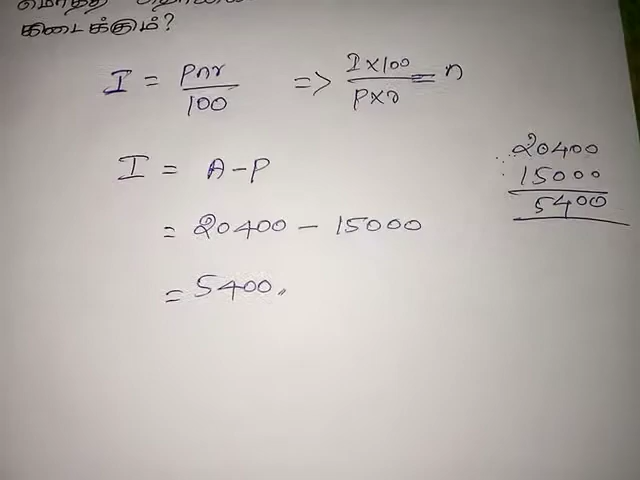 மொத்த
கிடைக்கும்?
I = pnr/100 => I×100/p×r = n
I = A-P
= 20400 - 15000
= 5400.
20400
15000
5400